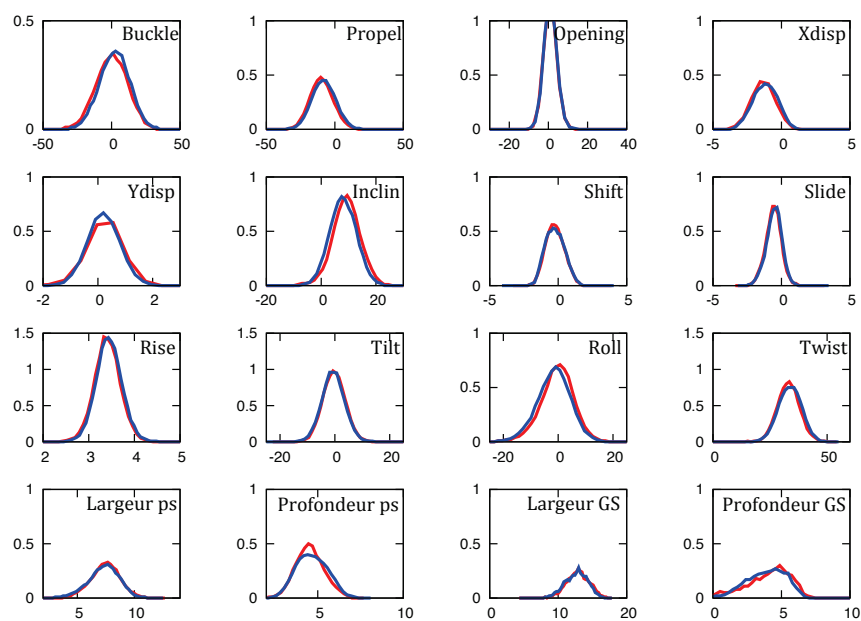 0.5 1 1 1
Buckle Propel Opening Xdisp
0.5 0.5 0.5
0 0 0 0
-50 0 50 -50 0 50 -20 0 20 40 -5 0 5
1 1 1 1
Ydisp Inclin Shift Slide
0.5 0.5 0.5 0.5
0 0 0 0
-2 0 2 -20 0 20 -5 0 5 -5 0 5
1.5 1.5 1 1.5
Rise Tilt Roll Twist
1 1 0.5 1
0.5 0.5 0.5
0 0 0 0
2 3 4 5 -20 0 20 -20 0 20 0 50
1 1 1 1
Largeur ps Profondeur ps Largeur GS Profondeur GS
0.5 0.5 0.5 0.5
0 0 0 0
5 10 5 10 0 10 20 0 5 10